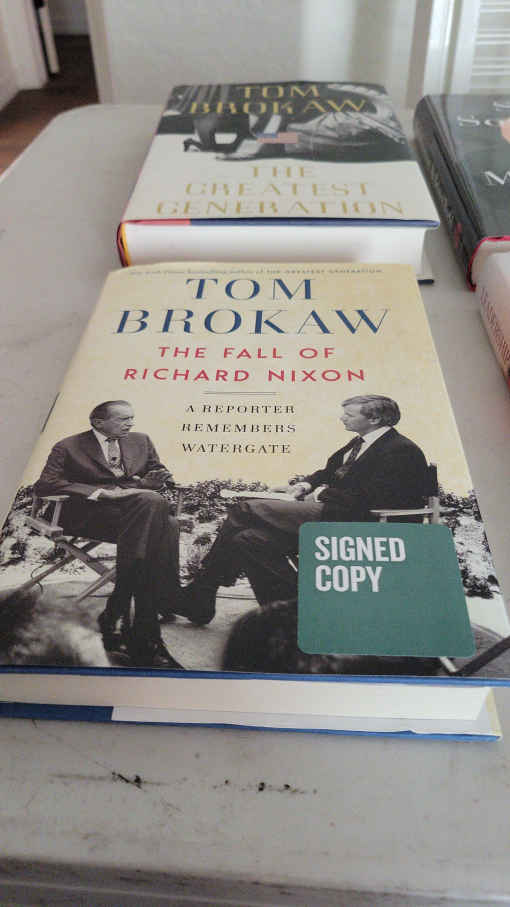 TOM
BROKAW
THE
GREATEST
GENERATION
New York Times bestselling author of THE GREATEST GENERATION
TOM
BROKAW
THE FALL OF
RICHARD NIXON
A REPORTER
REMEMBERS
WATERGATE
SIGNED
COPY